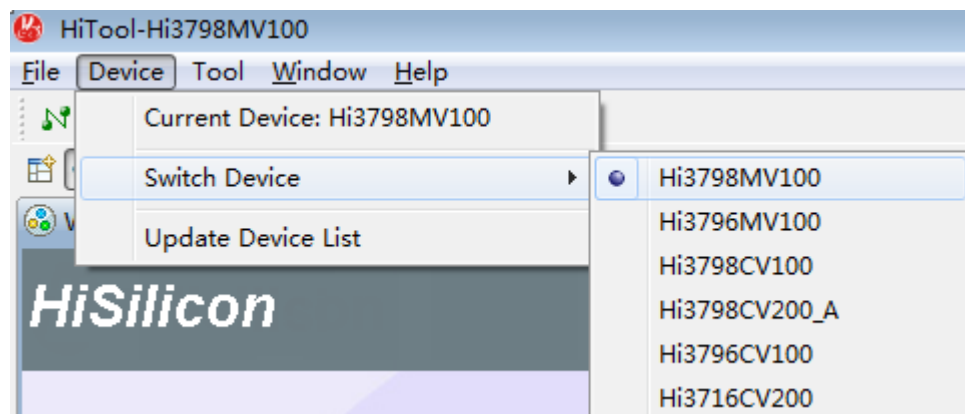 HiTool-Hi3798MV100
File Device Tool Window Help
Current Device: Hi3798MV100
Switch Device
Update Device List
Hi3798MV100
Hi3796MV100
Hi3798CV100
Hi3798CV200_A
Hi3796CV100
Hi3716CV200
HiSilicon